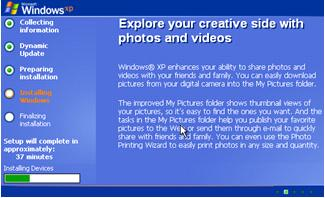 Microsoft
Windows xp
Collecting
information
Dynamic
Update
Preparing
installation
Installing
Windows
Finalizing
installation
Setup will complete in
approximately:
37 minutes
Installing Devices
Explore your creative side with
photos and videos
Windows® XP enhances your ability to share photos and
videos with your friends and family. You can easily download
pictures from your digital camera into the My Pictures folder.
The improved My Pictures folder shows thumbnail views of
your pictures, so it's easy to find the ones you want. And the
tasks in the My Pictures folder help you publish your favorite
pictures to the Web or send them through e-mail to quickly
share with friends and family. You can even use the Photo
Printing Wizard to easily print photos in any size and quantity.